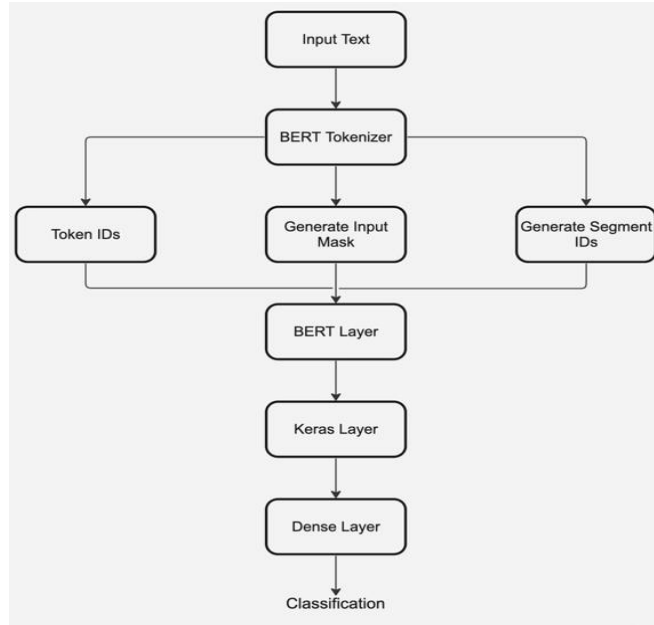 Input Text
BERT Tokenizer
Token IDs
Generate Input
Mask
Generate Segment
IDs
BERT Layer
Keras Layer
Dense Layer
Classification